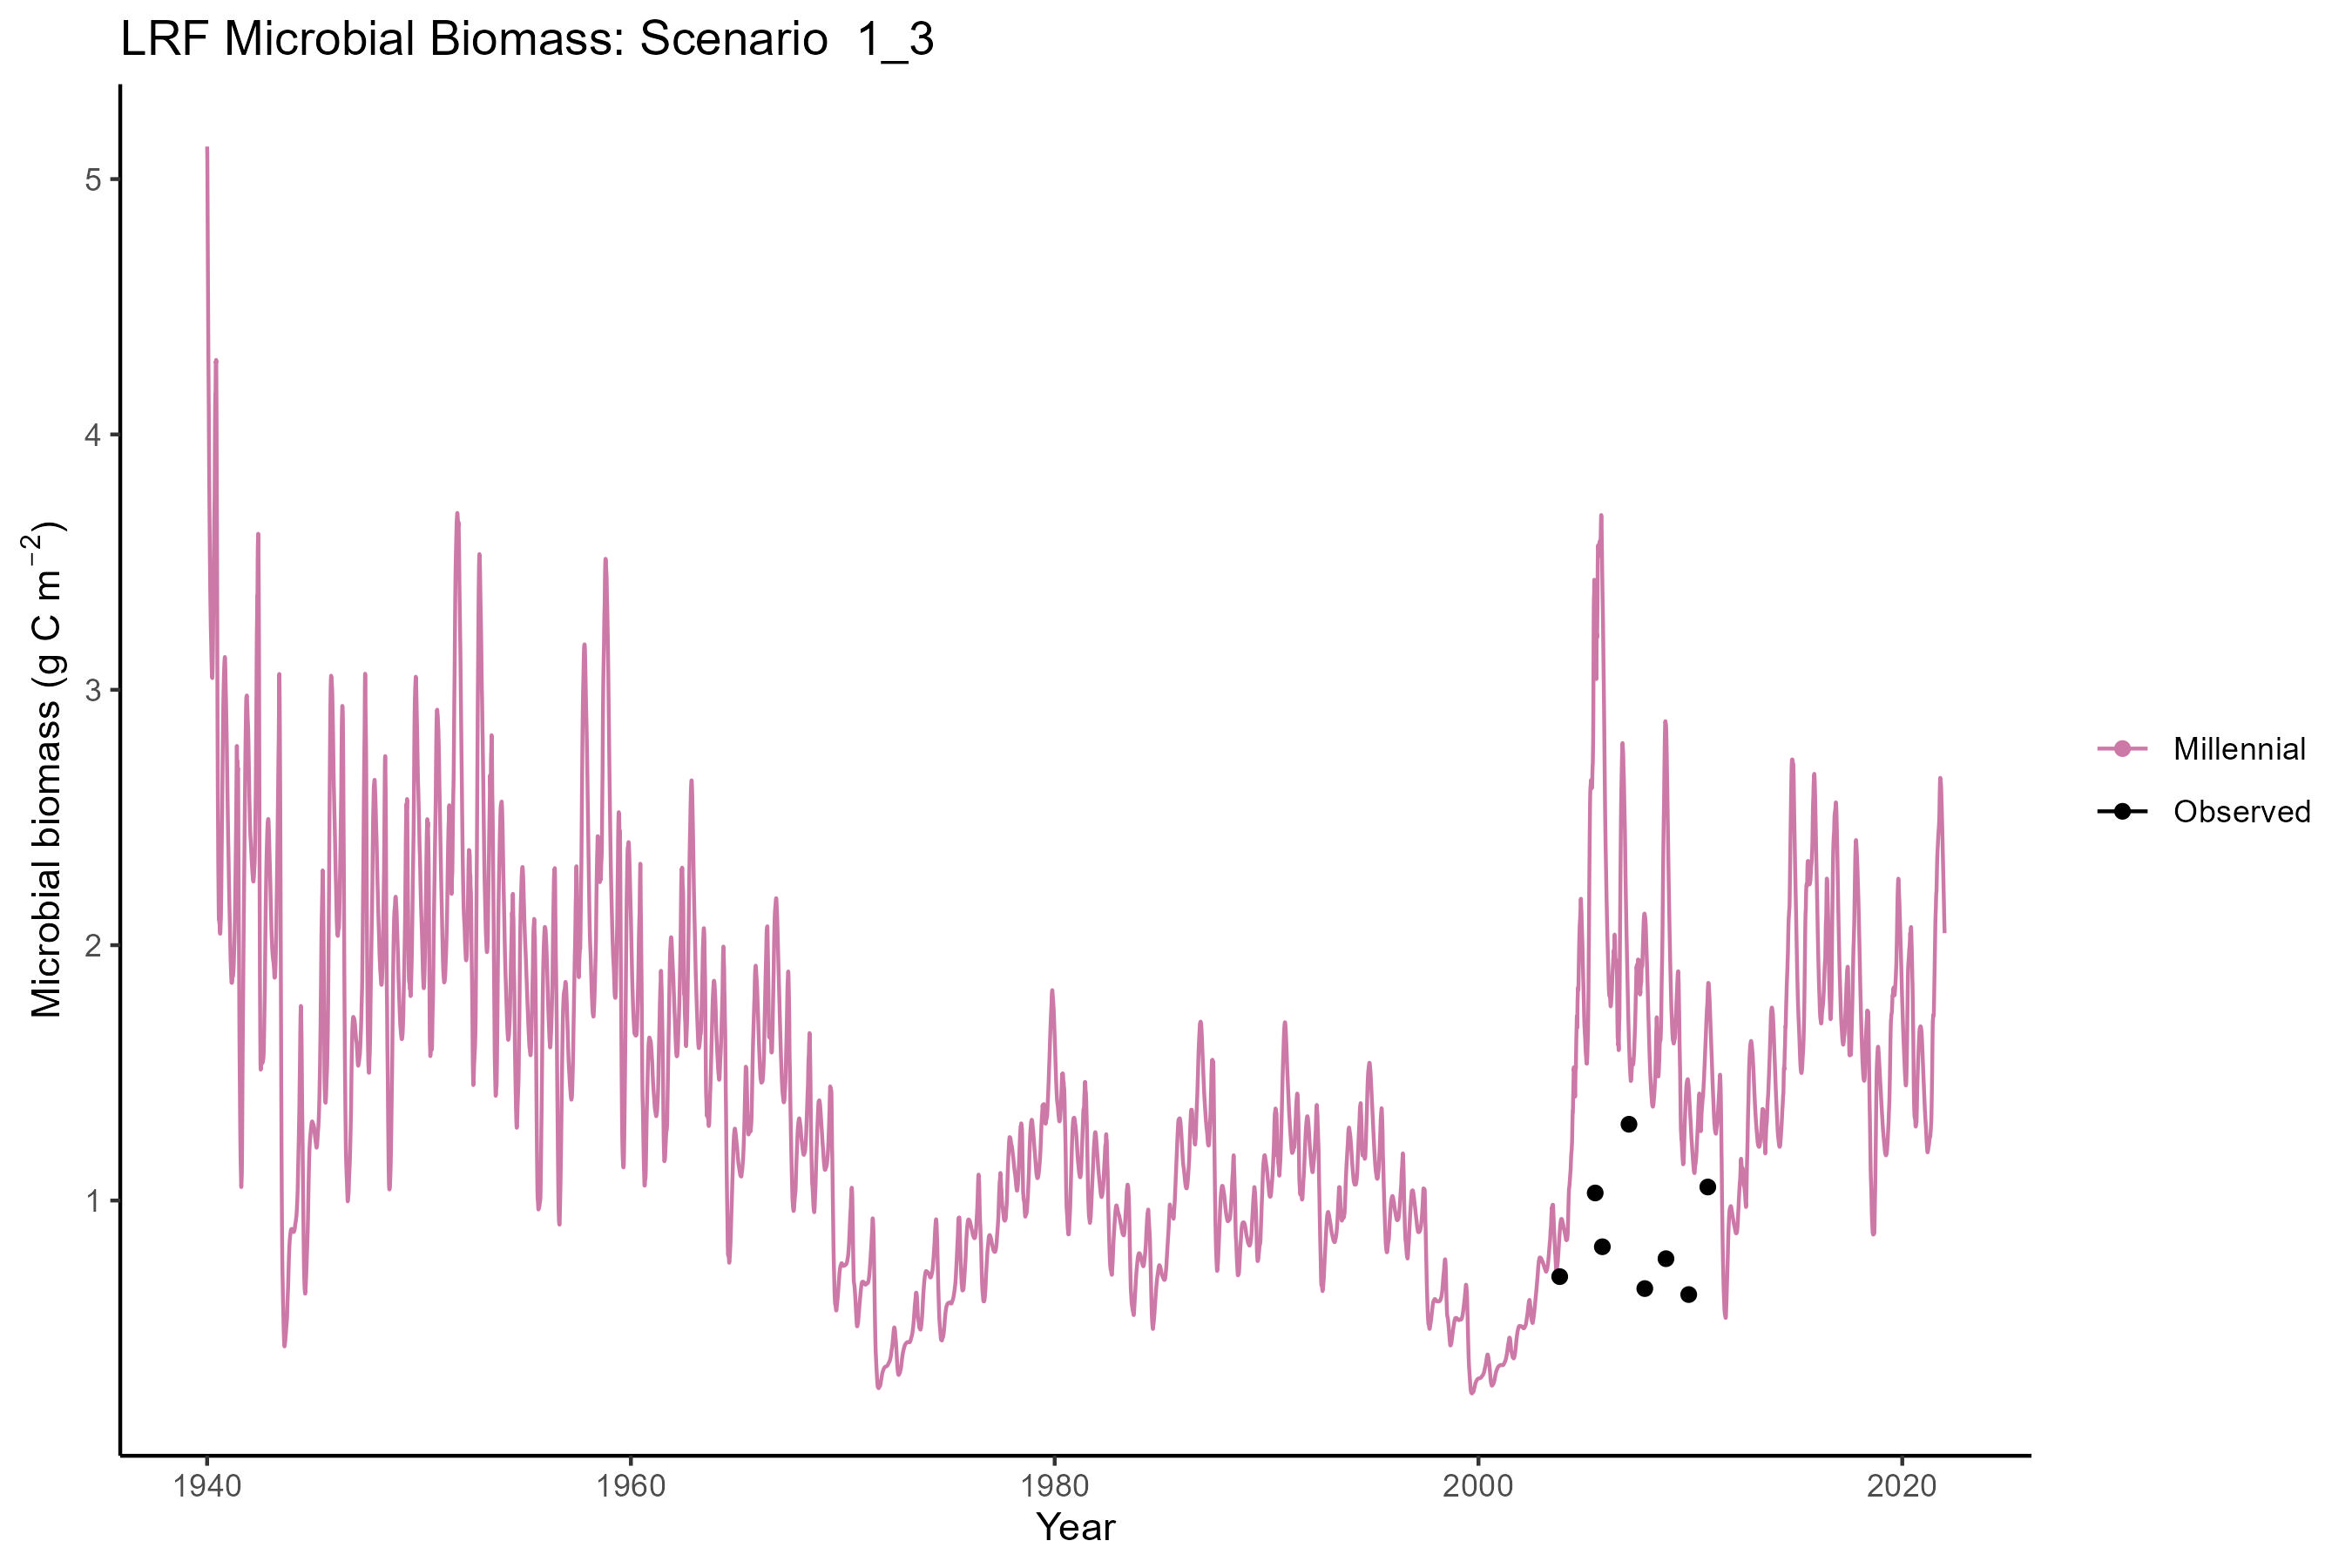 LRF Microbial Biomass: Scenario  1_3
Microbial biomass (g C m⁻²)
5
4
3
2
1
1940 1960 1980 2000 2020
Year
Millennial
Observed